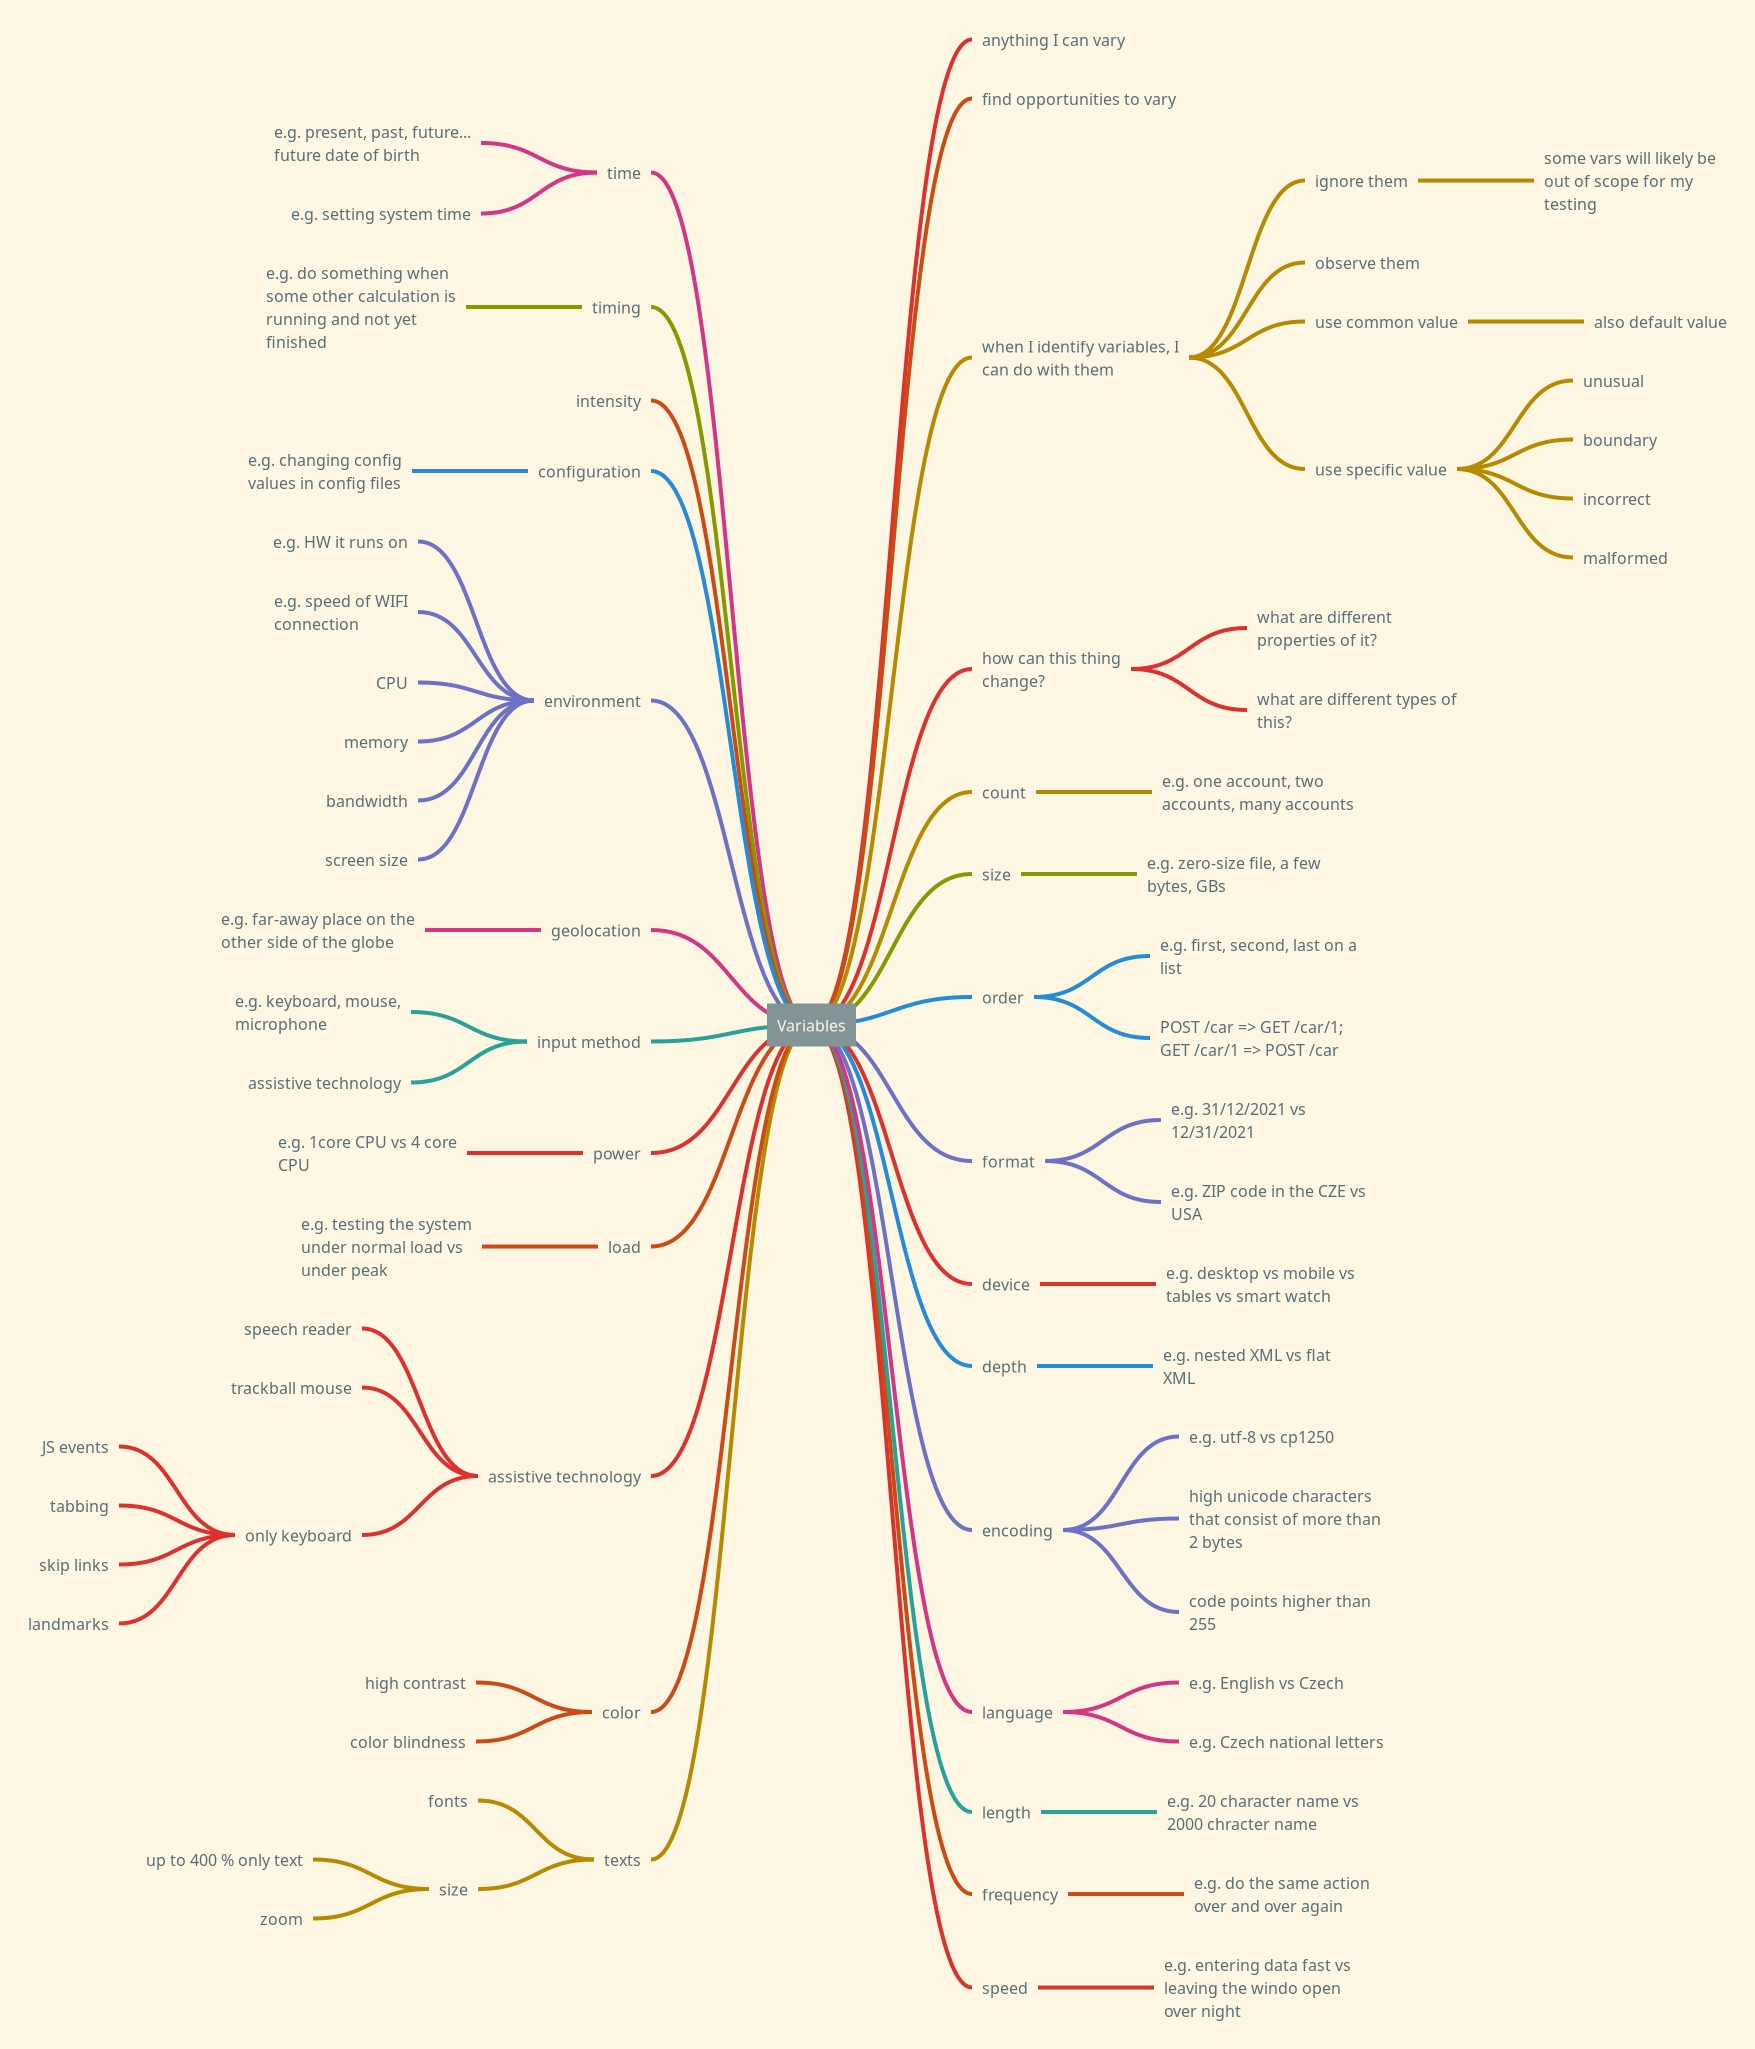 Variables
anything I can vary
find opportunities to vary
when I identify variables, I
can do with them
ignore them
some vars will likely be
out of scope for my
testing
observe them
use common value
also default value
use specific value
unusual
boundary
incorrect
malformed
how can this thing
change?
what are different
properties of it?
what are different types of
this?
count
e.g. one account, two
accounts, many accounts
size
e.g. zero-size file, a few
bytes, GBs
order
e.g. first, second, last on a
list
POST /car => GET /car/1;
GET /car/1 => POST /car
format
e.g. 31/12/2021 vs
12/31/2021
e.g. ZIP code in the CZE vs
USA
device
e.g. desktop vs mobile vs
tables vs smart watch
depth
e.g. nested XML vs flat
XML
encoding
e.g. utf-8 vs cp1250
high unicode characters
that consist of more than
2 bytes
code points higher than
255
language
e.g. English vs Czech
e.g. Czech national letters
length
e.g. 20 character name vs
2000 chracter name
frequency
e.g. do the same action
over and over again
speed
e.g. entering data fast vs
leaving the windo open
over night
time
e.g. present, past, future...
future date of birth
e.g. setting system time
timing
e.g. do something when
some other calculation is
running and not yet
finished
intensity
configuration
e.g. changing config
values in config files
environment
e.g. HW it runs on
e.g. speed of WIFI
connection
CPU
memory
bandwidth
screen size
geolocation
e.g. far-away place on the
other side of the globe
input method
e.g. keyboard, mouse,
microphone
assistive technology
power
e.g. 1core CPU vs 4 core
CPU
load
e.g. testing the system
under normal load vs
under peak
assistive technology
speech reader
trackball mouse
only keyboard
JS events
tabbing
skip links
landmarks
color
high contrast
color blindness
texts
fonts
size
up to 400 % only text
zoom